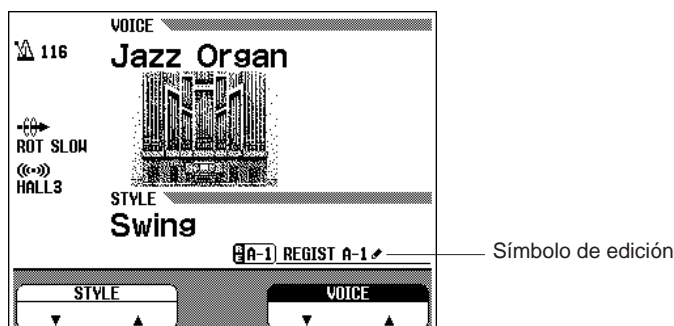 VOICE
116
Jazz Organ
ROT SLOW
HALL3
STYLE
Swing
A-1 REGIST A-1
Símbolo de edición
STYLE VOICE